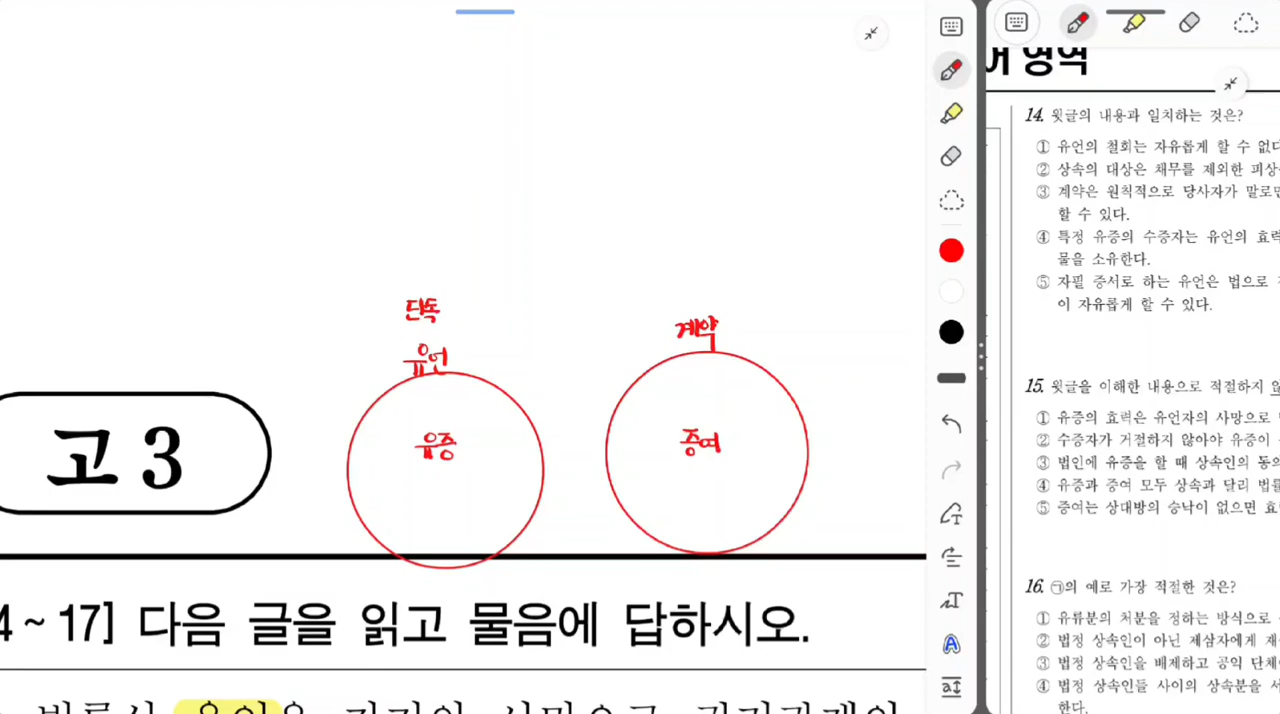 단독
유언
유증
계약
증여
고3
4 ~ 17] 다음 글을 읽고 물음에 답하시오.
유언은 자기의 사망으로
영역
14. 윗글의 내용과 일치하는 것은?
① 유언의 철회는 자유롭게 할 수 없다
② 상속의 대상은 채무를 제외한 피상
③ 계약은 원칙적으로 당사자가 말로만
할 수 있다.
④ 특정 유증의 수증자는 유언의 효력
물을 소유한다.
⑤ 자필 증서로 하는 유언은 법으로
이 자유롭게 할 수 있다.
15. 윗글을 이해한 내용으로 적절하지 않
① 유증의 효력은 유언자의 사망으로
② 수증자가 거절하지 않아야 유증이
③ 법인에 유증을 할 때 상속인의 동의
④ 유증과 증여 모두 상속과 달리 법률
⑤ 증여는 상대방의 승낙이 없으면 효
16. ㉠의 예로 가장 적절한 것은?
① 유류분의 처분을 정하는 방식으로
② 법정 상속인이 아닌 제삼자에게 재
③ 법정 상속인을 배제하고 공익 단체
④ 법정 상속인들 사이의 상속분을 서
한다.